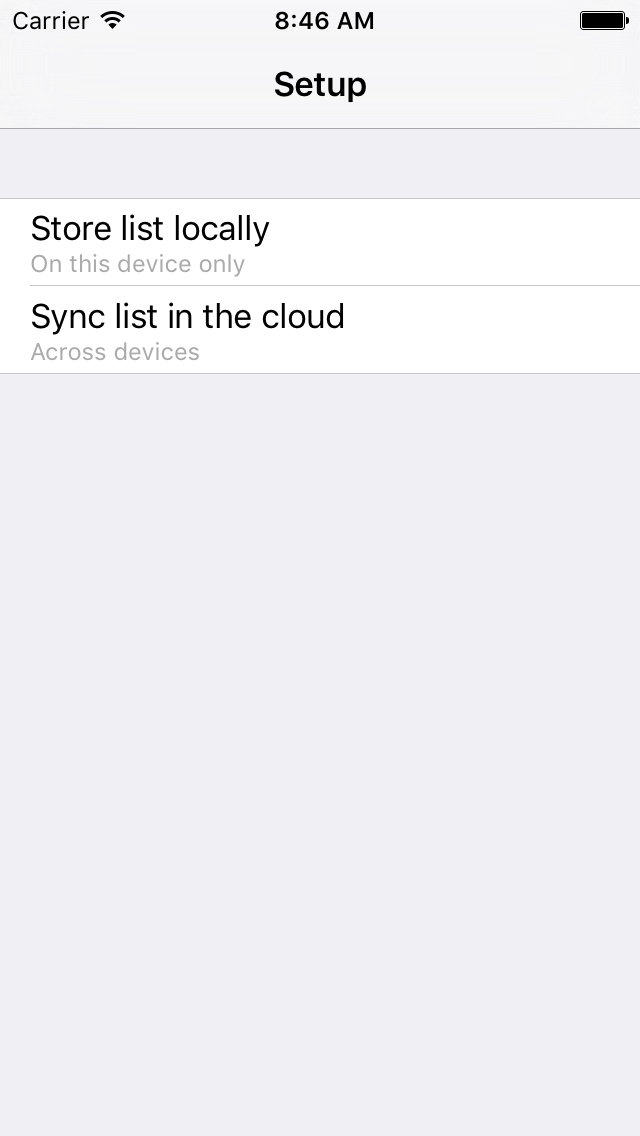 Carrier 8:46 AM
Setup
Store list locally
On this device only
Sync list in the cloud
Across devices